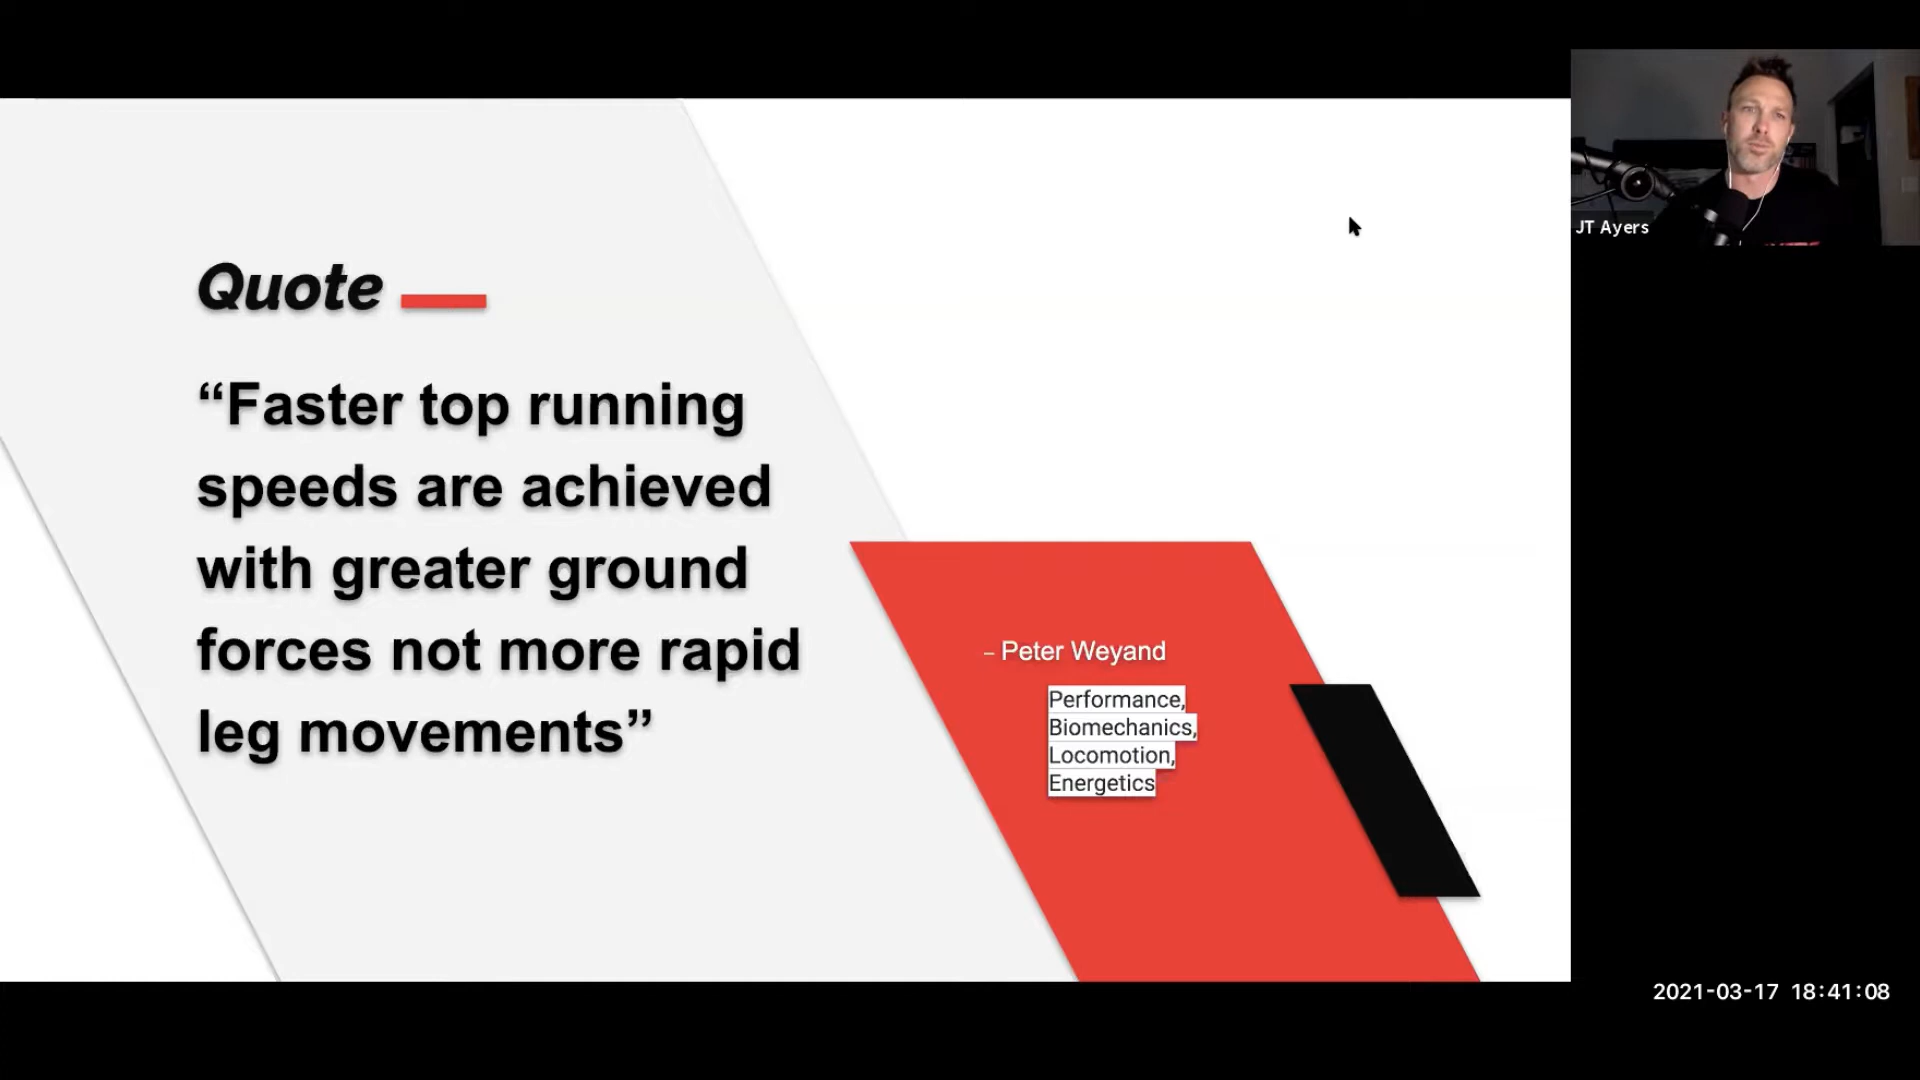 Quote
“Faster top running
speeds are achieved
with greater ground
forces not more rapid
leg movements”
– Peter Weyand
Performance,
Biomechanics,
Locomotion,
Energetics
JT Ayers
2021-03-17 18:41:08